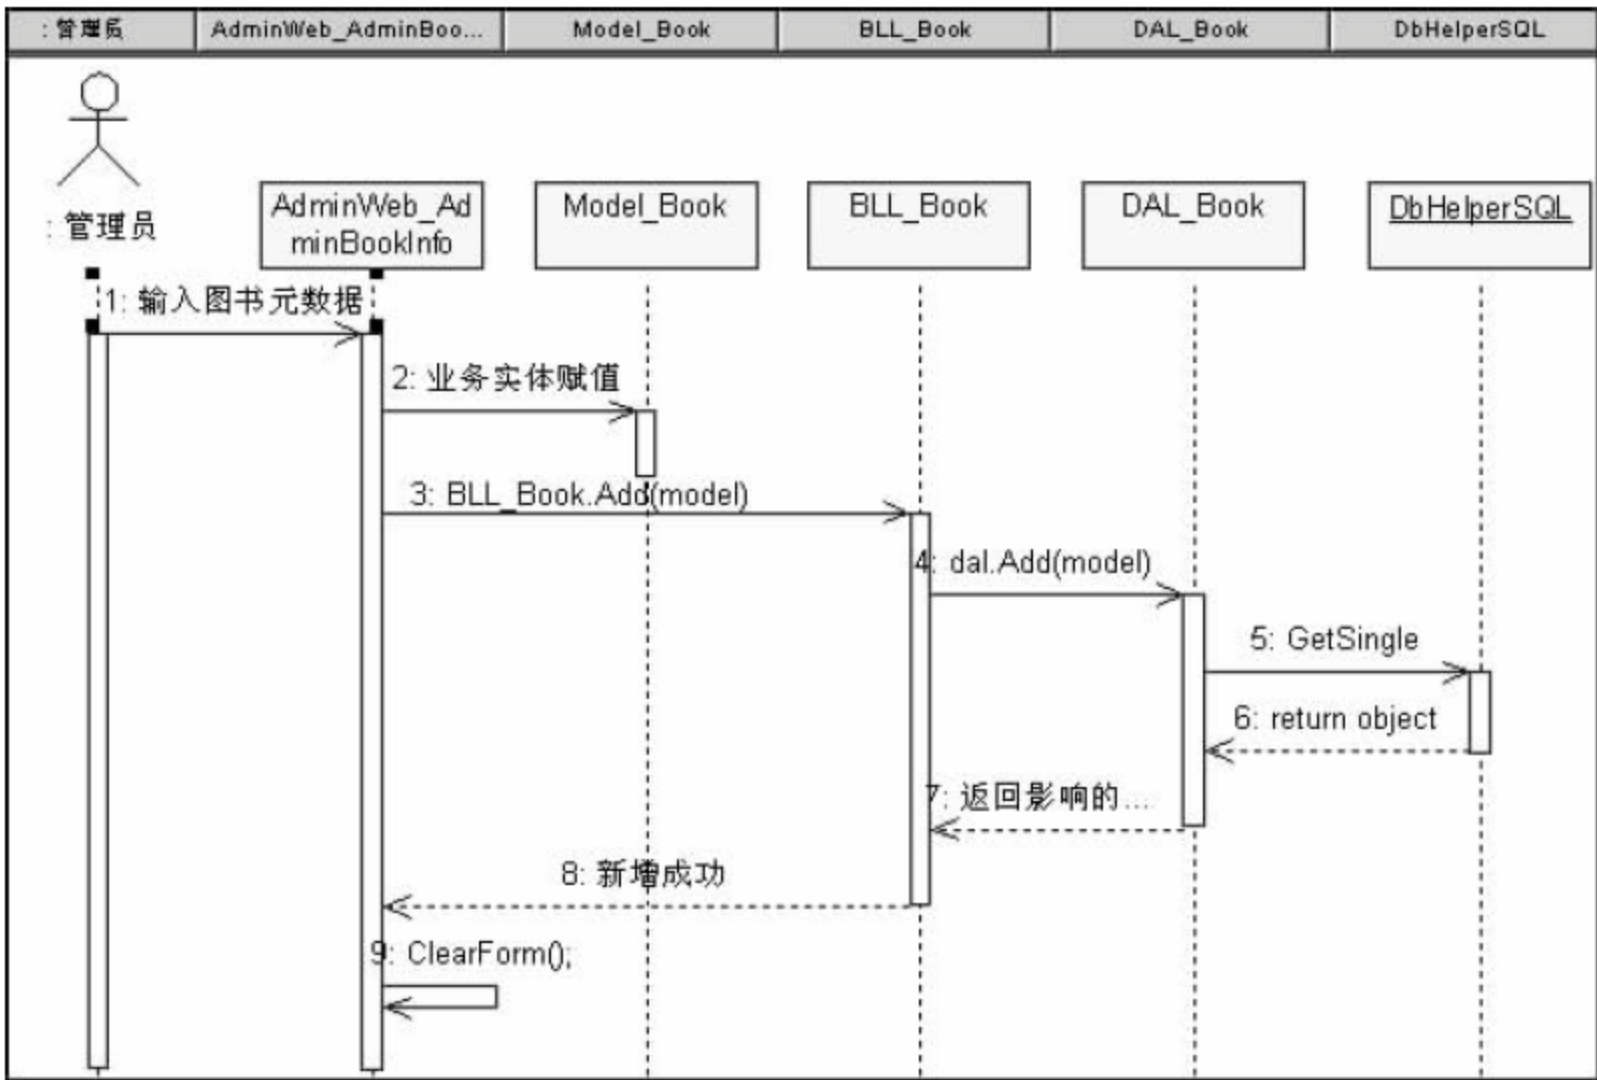 : 管理员
AdminWeb_AdminBoo...
Model_Book
BLL_Book
DAL_Book
DbHelperSQL
: 管理员
AdminWeb_Ad
minBookInfo
Model_Book
BLL_Book
DAL_Book
DbHelperSQL
1: 输入图书元数据
2: 业务实体赋值
3: BLL_Book.Add(model)
4: dal.Add(model)
5: GetSingle
6: return object
7: 返回影响的...
8: 新增成功
9: ClearForm();